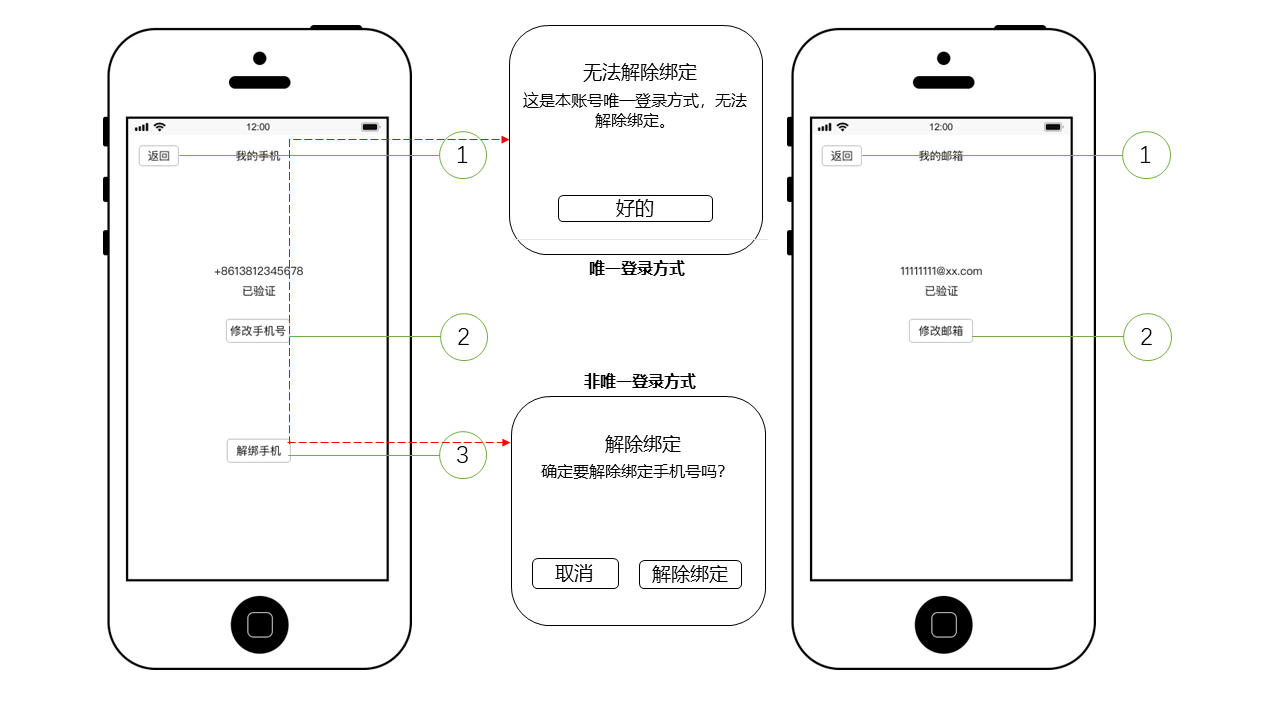 12:00
返回
我的手机
1
+8613812345678
已验证
修改手机号
2
解绑手机
3
无法解除绑定
这是本账号唯一登录方式，无法
解除绑定。
好的
唯一登录方式
非唯一登录方式
解除绑定
确定要解除绑定手机号吗？
取消
解除绑定
12:00
返回
我的邮箱
1
11111111@xx.com
已验证
修改邮箱
2